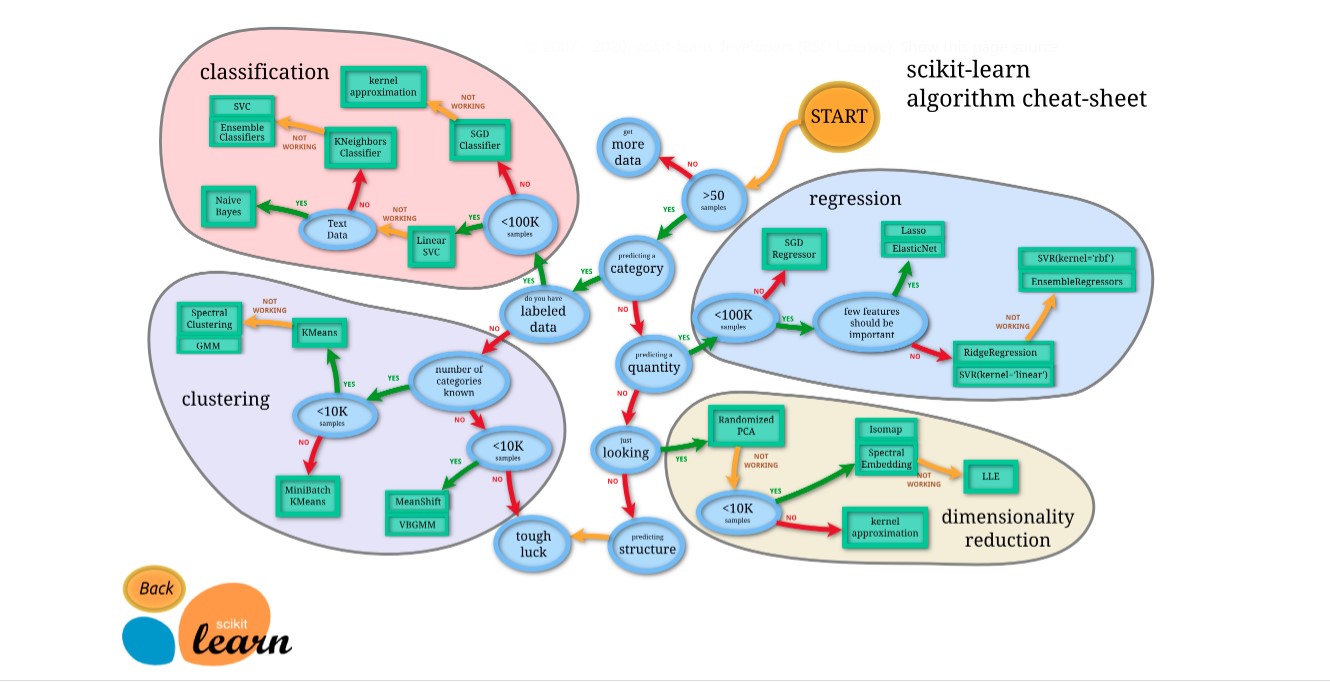 scikit-learn
algorithm cheat-sheet
START
>50
samples
get
more
data
NO
YES
predicting a
category
YES
NO
do you have
labeled
data
YES
NO
predicting a
quantity
YES
NO
just
looking
YES
NO
predicting
structure
tough
luck
classification
kernel
approximation
NOT
WORKING
SVC
Ensemble
Classifiers
NOT
WORKING
KNeighbors
Classifier
SGD
Classifier
NO
Naive
Bayes
YES
NO
Text
Data
NOT
WORKING
Linear
SVC
YES
<100K
samples
regression
SGD
Regressor
NO
<100K
samples
YES
Lasso
ElasticNet
YES
few features
should be
important
NO
SVR(kernel='rbf')
EnsembleRegressors
NOT
WORKING
RidgeRegression
SVR(kernel='linear')
clustering
Spectral
Clustering
GMM
NOT
WORKING
KMeans
YES
<10K
samples
NO
MiniBatch
KMeans
number of
categories
known
YES
NO
<10K
samples
YES
NO
MeanShift
VBGMM
dimensionality
reduction
Randomized
PCA
NOT
WORKING
<10K
samples
YES
NO
Isomap
Spectral
Embedding
NOT
WORKING
LLE
kernel
approximation
Back
scikit
learn